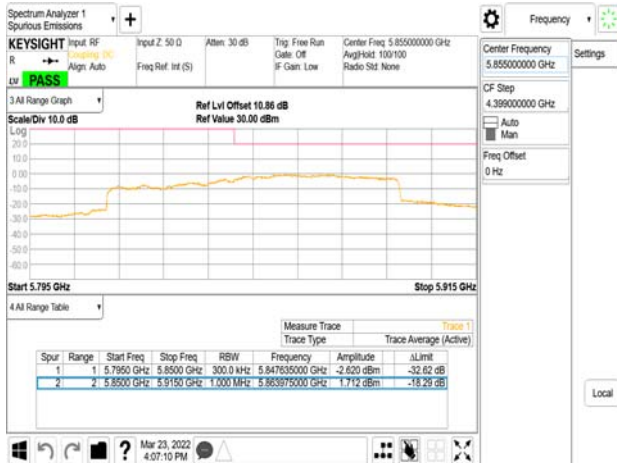 Spectrum Analyzer 1
Spurious Emissions
+
Frequency
KEYSIGHT
Input: RF
Coupling: DC
Align: Auto
Input Z: 50 Ω
Freq Ref: Int (S)
Atten: 30 dB
Trig: Free Run
Gate: Off
IF Gain: Low
Center Freq: 5.855000000 GHz
Avg|Hold: 100/100
Radio Std: None
R
LV
PASS
Center Frequency
5.855000000 GHz
Settings
CF Step
4.399000000 GHz
Auto
Man
Freq Offset
0 Hz
3 All Range Graph
Ref Lvl Offset 10.86 dB
Scale/Div 10.0 dB
Ref Value 30.00 dBm
Log
20.0
10.0
0.00
-10.0
-20.0
-30.0
-40.0
-50.0
-60.0
Start 5.795 GHz
Stop 5.915 GHz
4 All Range Table
Measure Trace
Trace 1
Trace Type
Trace Average (Active)
Spur Range Start Freq Stop Freq RBW Frequency Amplitude ΔLimit
1 1 5.7950 GHz 5.8500 GHz 300.0 kHz 5.847635000 GHz -2.620 dBm -32.62 dB
2 2 5.8500 GHz 5.9150 GHz 1.000 MHz 5.863975000 GHz 1.712 dBm -18.29 dB
Local
?
Mar 23, 2022
4:07:10 PM